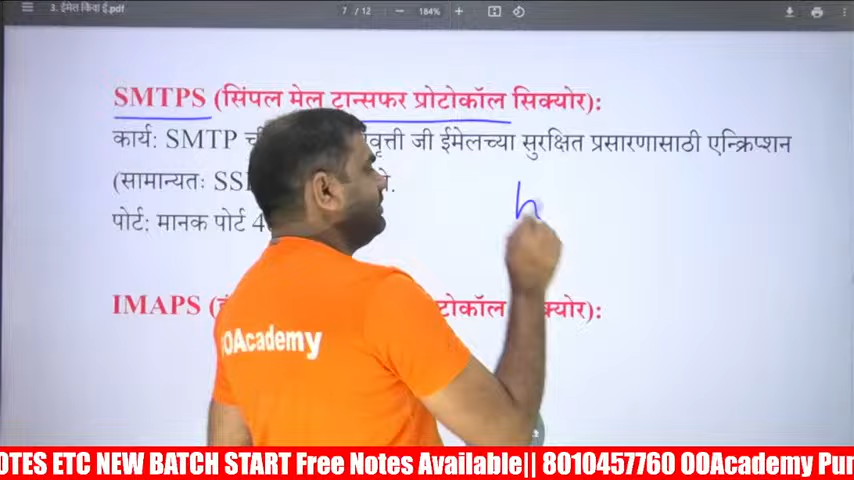 3. ईमेल किंवा ई.pdf
7 / 12
184%
SMTPS (सिंपल मेल ट्रान्सफर प्रोटोकॉल सिक्योर):
कार्य: SMTP ची जी ईमेलच्या सुरक्षित प्रसारणासाठी एन्क्रिप्शन
(सामान्यतः
पोर्ट: मानक पोर्ट
IMAPS
OOAcademy
OTES ETC NEW BATCH START Free Notes Available|| 8010457760 OOAcademy Pun